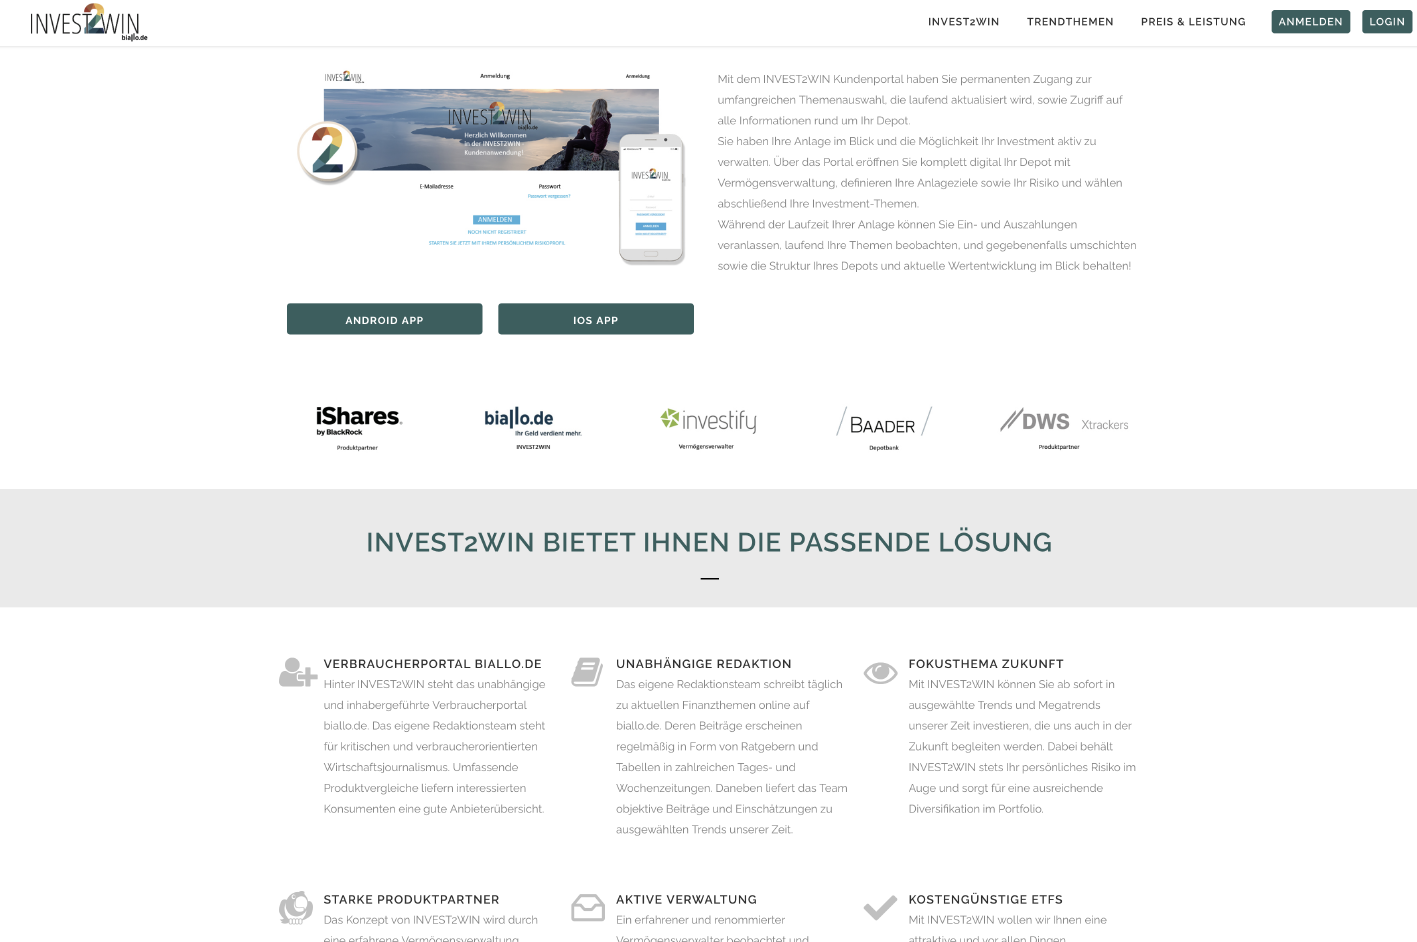 INVEST2WIN
biallo.de
INVEST2WIN
TRENDTHEMEN
PREIS & LEISTUNG
ANMELDEN
LOGIN
INVEST2WIN
Anmeldung
Anmeldung
INVEST2WIN
biallo.de
Herzlich Willkommen
in der INVEST2WIN -
Kundenanwendung!
2
E-Mailadresse
Passwort
Passwort vergessen?
ANMELDEN
NOCH NICHT REGISTRIERT?
STARTEN SIE JETZT MIT IHREM PERSÖNLICHEM RISIKOPROFIL
INVEST2WIN
Mit dem INVEST2WIN Kundenportal haben Sie permanenten Zugang zur
umfangreichen Themenauswahl, die laufend aktualisiert wird, sowie Zugriff auf
alle Informationen rund um Ihr Depot.
Sie haben Ihre Anlage im Blick und die Möglichkeit Ihr Investment aktiv zu
verwalten. Über das Portal eröffnen Sie komplett digital Ihr Depot mit
Vermögensverwaltung, definieren Ihre Anlageziele sowie Ihr Risiko und wählen
abschließend Ihre Investment-Themen.
Während der Laufzeit Ihrer Anlage können Sie Ein- und Auszahlungen
veranlassen, laufend Ihre Themen beobachten, und gegebenenfalls umschichten
sowie die Struktur Ihres Depots und aktuelle Wertentwicklung im Blick behalten!
ANDROID APP
IOS APP
iShares.
by BlackRock
Produktpartner
biallo.de
Ihr Geld verdient mehr.
INVEST2WIN
investify
Vermögensverwalter
BAADER
Depotbank
DWS Xtrackers
Produktpartner
INVEST2WIN BIETET IHNEN DIE PASSENDE LÖSUNG
VERBRAUCHERPORTAL BIALLO.DE
Hinter INVEST2WIN steht das unabhängige
und inhabergeführte Verbraucherportal
biallo.de. Das eigene Redaktionsteam steht
für kritischen und verbraucherorientierten
Wirtschaftsjournalismus. Umfassende
Produktvergleiche liefern interessierten
Konsumenten eine gute Anbieterübersicht.
UNABHÄNGIGE REDAKTION
Das eigene Redaktionsteam schreibt täglich
zu aktuellen Finanzthemen online auf
biallo.de. Deren Beiträge erscheinen
regelmäßig in Form von Ratgebern und
Tabellen in zahlreichen Tages- und
Wochenzeitungen. Daneben liefert das Team
objektive Beiträge und Einschätzungen zu
ausgewählten Trends unserer Zeit.
FOKUSTHEMA ZUKUNFT
Mit INVEST2WIN können Sie ab sofort in
ausgewählte Trends und Megatrends
unserer Zeit investieren, die uns auch in der
Zukunft begleiten werden. Dabei behält
INVEST2WIN stets Ihr persönliches Risiko im
Auge und sorgt für eine ausreichende
Diversifikation im Portfolio.
STARKE PRODUKTPARTNER
Das Konzept von INVEST2WIN wird durch
eine erfahrene Vermögensverwaltung
AKTIVE VERWALTUNG
Ein erfahrener und renommierter
Vermögensverwalter beobachtet und
KOSTENGÜNSTIGE ETFS
Mit INVEST2WIN wollen wir Ihnen eine
attraktive und vor allen Dingen